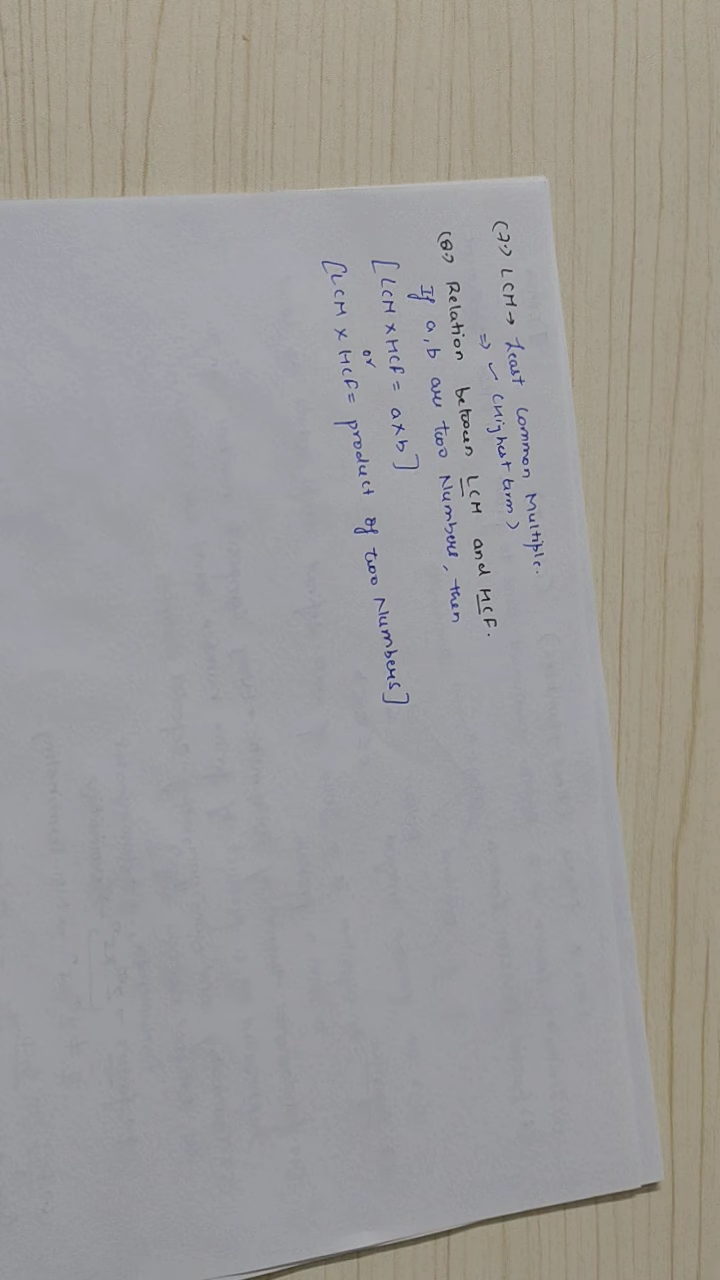 (7.) LCM → Least Common Multiple.
⇒ ✓ (Highest term)
(8) Relation between LCM and HCF.
If a, b are two Numbers, then
[LCM × HCF = a×b]
or
[LCM × HCF = product of two Numbers]